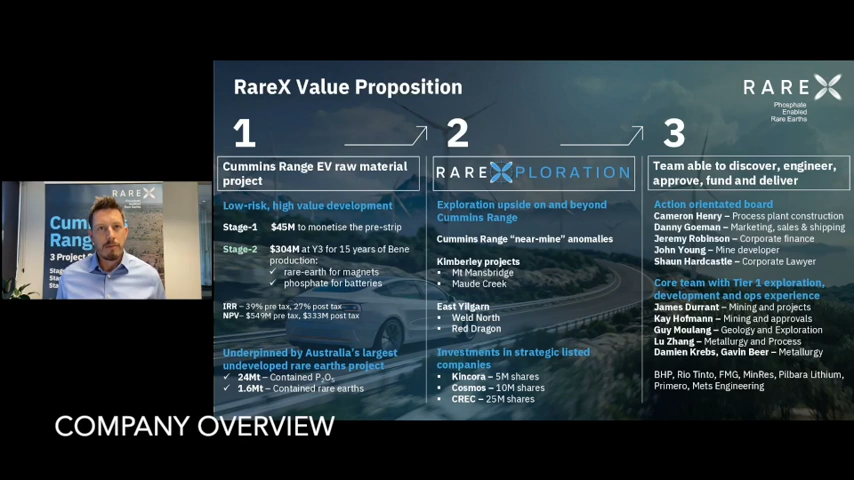 RareX Value Proposition
RAREX
Phosphate
Enabled
Rare Earths
1
2
3
Cummins Range EV raw material
project
Low-risk, high value development
Stage-1 $45M to monetise the pre-strip
Stage-2 $304M at Y3 for 15 years of Bene
production:
✓ rare-earth for magnets
✓ phosphate for batteries
IRR – 39% pre tax, 27% post tax
NPV– $549M pre tax, $333M post tax
Underpinned by Australia's largest
undeveloped rare earths project
✓ 24Mt – Contained P₂O₅
✓ 1.6Mt – Contained rare earths
RAREXPLORATION
Exploration upside on and beyond
Cummins Range
Cummins Range "near-mine" anomalies
Kimberley projects
▪ Mt Mansbridge
▪ Maude Creek
East Yilgarn
▪ Weld North
▪ Red Dragon
Investments in strategic listed
companies
▪ Kincora – 5M shares
▪ Cosmos – 10M shares
▪ CREC – 25M shares
Team able to discover, engineer,
approve, fund and deliver
Action orientated board
Cameron Henry – Process plant construction
Danny Goeman – Marketing, sales & shipping
Jeremy Robinson – Corporate finance
John Young – Mine developer
Shaun Hardcastle – Corporate Lawyer
Core team with Tier 1 exploration,
development and ops experience
James Durrant – Mining and projects
Kay Hofmann – Mining and approvals
Guy Moulang – Geology and Exploration
Lu Zhang – Metallurgy and Process
Damien Krebs, Gavin Beer – Metallurgy
BHP, Rio Tinto, FMG, MinRes, Pilbara Lithium,
Primero, Mets Engineering
RAREX
Cum
Rang
3 Project
COMPANY OVERVIEW